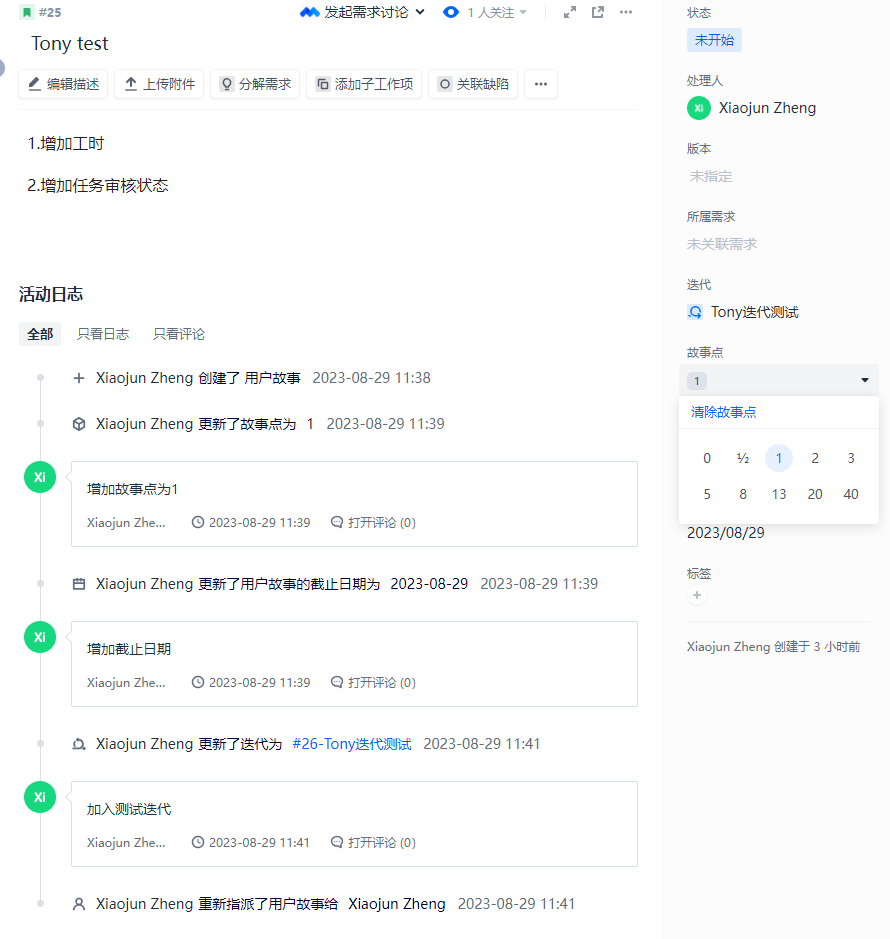 #25 发起需求讨论 1 人关注
Tony test
编辑描述 上传附件 分解需求 添加子工作项 关联缺陷
1.增加工时
2.增加任务审核状态
活动日志
全部 只看日志 只看评论
Xiaojun Zheng 创建了 用户故事 2023-08-29 11:38
Xiaojun Zheng 更新了故事点为 1 2023-08-29 11:39
Xi
增加故事点为1
Xiaojun Zhe... 2023-08-29 11:39 打开评论 (0)
Xiaojun Zheng 更新了用户故事的截止日期为 2023-08-29 2023-08-29 11:39
Xi
增加截止日期
Xiaojun Zhe... 2023-08-29 11:39 打开评论 (0)
Xiaojun Zheng 更新了迭代为 #26-Tony迭代测试 2023-08-29 11:41
Xi
加入测试迭代
Xiaojun Zhe... 2023-08-29 11:41 打开评论 (0)
Xiaojun Zheng 重新指派了用户故事给 Xiaojun Zheng 2023-08-29 11:41
状态
未开始
处理人
Xi Xiaojun Zheng
版本
未指定
所属需求
未关联需求
迭代
Tony迭代测试
故事点
1
清除故事点
0 ½ 1 2 3
5 8 13 20 40
2023/08/29
标签
Xiaojun Zheng 创建于 3 小时前